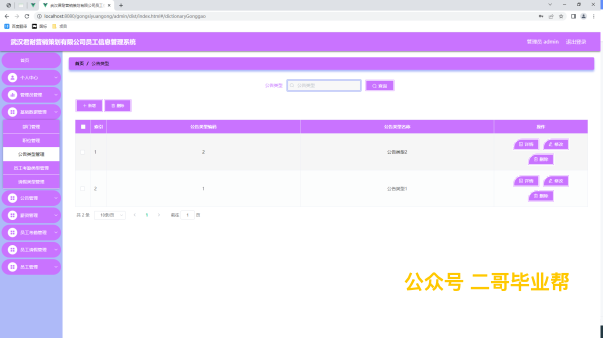 武汉君耐营销策划有限公司员工信息管理系统
localhost:8080/gongsiyuangong/admin/dist/index.html#/dictionaryGonggao
百度翻译
武汉君耐营销策划有限公司员工信息管理系统
管理员 admin
退出登录
首页
首页 / 公告类型
个人中心
公告类型
公告类型
查询
管理员管理
基础数据管理
新增
删除
部门管理
索引
公告类型编码
公告类型名称
操作
职位管理
公告类型管理
1
2
公告类型2
详情
修改
删除
员工考勤类型管理
公告管理
2
1
公告类型1
详情
修改
删除
薪资管理
共 2 条
10条/页
1
前往
1
页
员工考勤管理
员工请假管理
员工管理
公众号 二哥毕业帮